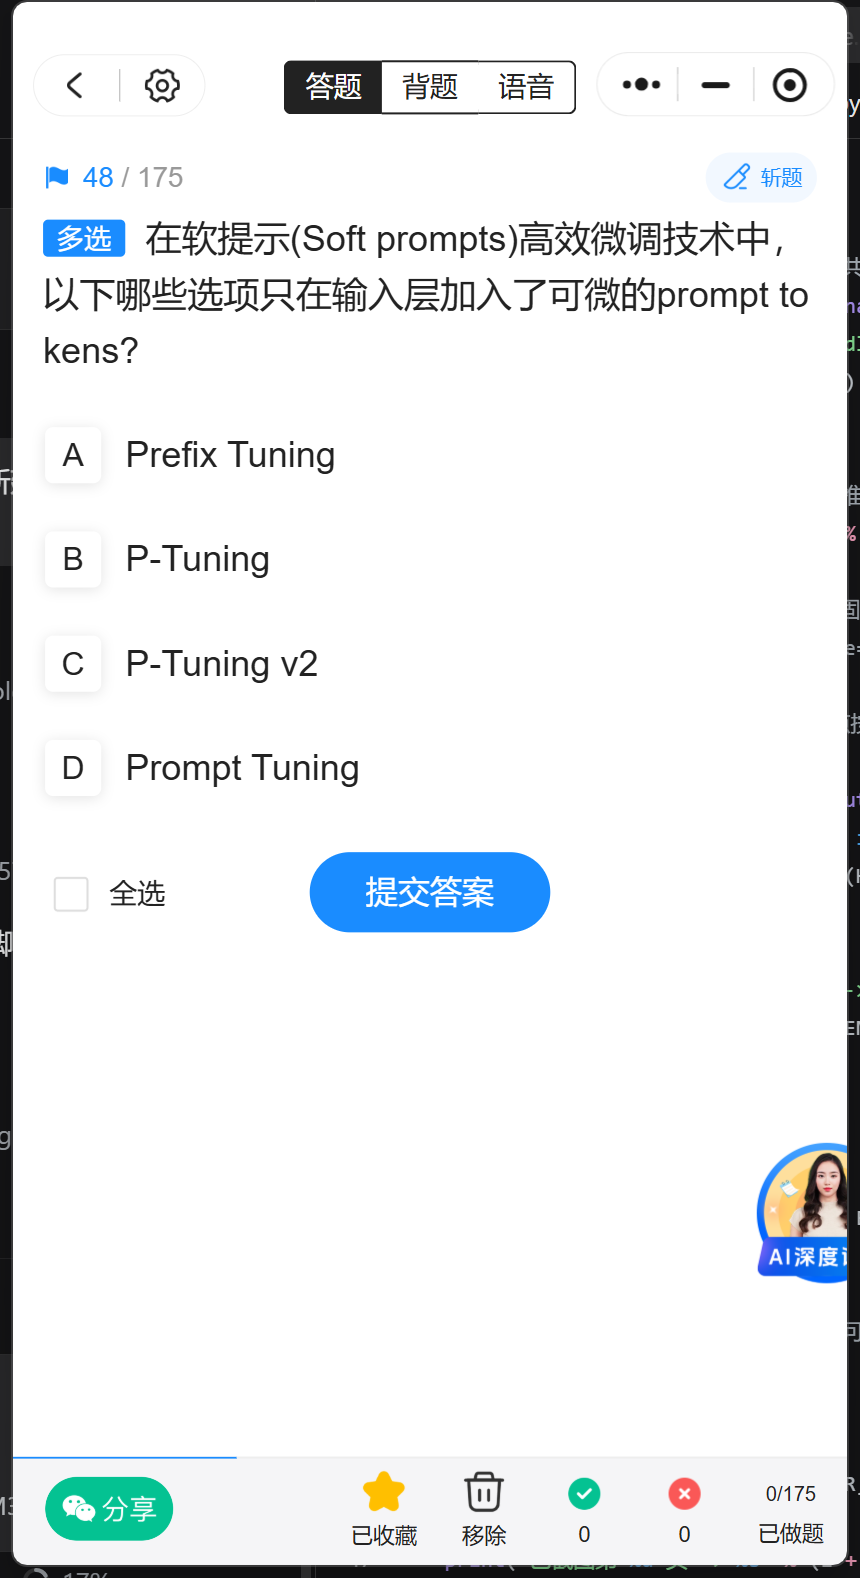 答题 背题 语音
48 / 175
斩题
多选 在软提示(Soft prompts)高效微调技术中，
以下哪些选项只在输入层加入了可微的prompt to
kens?
A Prefix Tuning
B P-Tuning
C P-Tuning v2
D Prompt Tuning
全选
提交答案
AI深度
分享
已收藏
移除
0
0
0/175
已做题